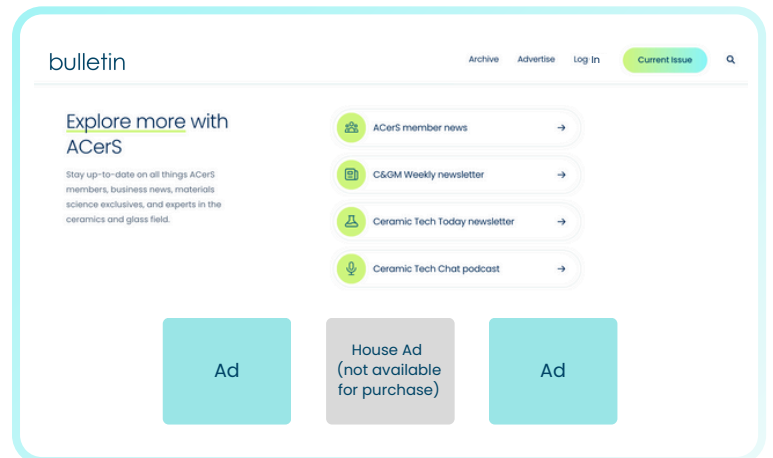 bulletin
Archive Advertise Log In Current Issue
Explore more with
ACerS
Stay up-to-date on all things ACerS
members, business news, materials
science exclusives, and experts in the
ceramics and glass field.
ACerS member news
C&GM Weekly newsletter
Ceramic Tech Today newsletter
Ceramic Tech Chat podcast
Ad
House Ad
(not available
for purchase)
Ad